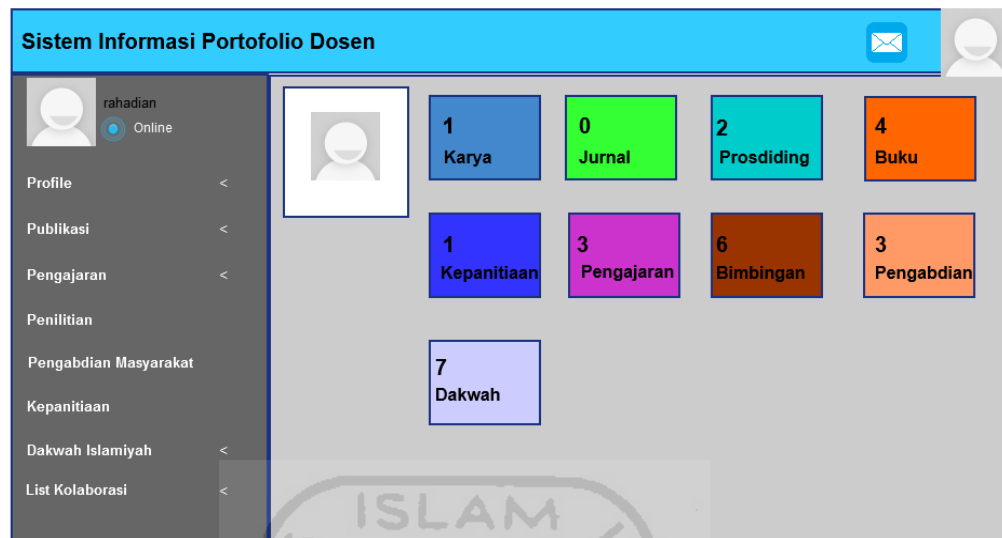 Sistem Informasi Portofolio Dosen
rahadian
Online
Profile <
Publikasi <
Pengajaran <
Penilitian
Pengabdian Masyarakat
Kepanitiaan
Dakwah Islamiyah <
List Kolaborasi <
1
Karya
0
Jurnal
2
Prosdiding
4
Buku
1
Kepanitiaan
3
Pengajaran
6
Bimbingan
3
Pengabdian
7
Dakwah
ISLAM